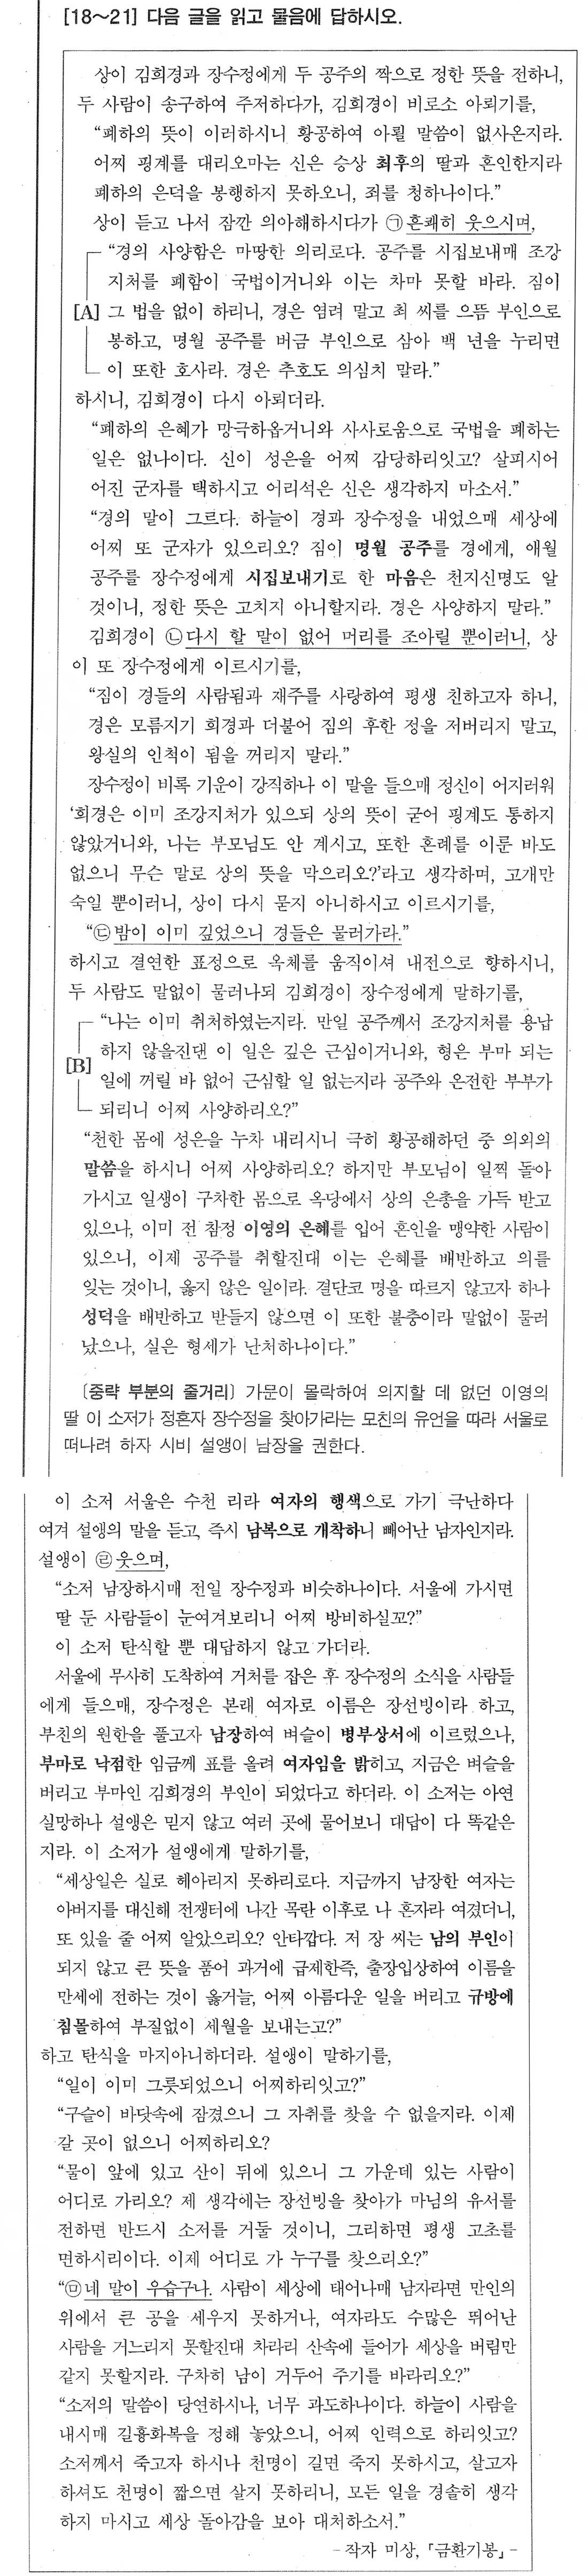 [18~21] 다음 글을 읽고 물음에 답하시오.
상이 김희경과 장수정에게 두 공주의 짝으로 정한 뜻을 전하니,
두 사람이 송구하여 주저하다가, 김희경이 비로소 아뢰기를,
“폐하의 뜻이 이러하시니 황공하여 아뢸 말씀이 없사온지라.
어찌 핑계를 대리오마는 신은 승상 최후의 딸과 혼인한지라
폐하의 은덕을 봉행하지 못하오니, 죄를 청하나이다.”
상이 듣고 나서 잠깐 의아해하시다가 ㉠흔쾌히 웃으시며,
“경의 사양함은 마땅한 의리로다. 공주를 시집보내매 조강
지처를 폐함이 국법이거니와 이는 차마 못할 바라. 짐이
[A] 그 법을 없이 하리니, 경은 염려 말고 최 씨를 으뜸 부인으로
봉하고, 명월 공주를 버금 부인으로 삼아 백 년을 누리면
이 또한 호사라. 경은 추호도 의심치 말라.”
하시니, 김희경이 다시 아뢰더라.
“폐하의 은혜가 망극하옵거니와 사사로움으로 국법을 폐하는
일은 없나이다. 신이 성은을 어찌 감당하리잇고? 살피시어
어진 군자를 택하시고 어리석은 신은 생각하지 마소서.”
“경의 말이 그르다. 하늘이 경과 장수정을 내었으매 세상에
어찌 또 군자가 있으리오? 짐이 명월 공주를 경에게, 애월
공주를 장수정에게 시집보내기로 한 마음은 천지신명도 알
것이니, 정한 뜻은 고치지 아니할지라. 경은 사양하지 말라.”
김희경이 ㉡다시 할 말이 없어 머리를 조아릴 뿐이러니, 상
이 또 장수정에게 이르시기를,
“짐이 경들의 사람됨과 재주를 사랑하여 평생 친하고자 하니,
경은 모름지기 희경과 더불어 짐의 후한 정을 저버리지 말고,
왕실의 인척이 됨을 꺼리지 말라.”
장수정이 비록 기운이 강직하나 이 말을 들으매 정신이 어지러워
‘희경은 이미 조강지처가 있으되 상의 뜻이 굳어 핑계도 통하지
않았거니와, 나는 부모님도 안 계시고, 또한 혼례를 이룬 바도
없으니 무슨 말로 상의 뜻을 막으리오?’라고 생각하며, 고개만
숙일 뿐이러니, 상이 다시 묻지 아니하시고 이르시기를,
“㉢밤이 이미 깊었으니 경들은 물러가라.”
하시고 결연한 표정으로 옥체를 움직이셔 내전으로 향하시니,
두 사람도 말없이 물러나되 김희경이 장수정에게 말하기를,
“나는 이미 취처하였는지라. 만일 공주께서 조강지처를 용납
하지 않을진댄 이 일은 깊은 근심이거니와, 형은 부마 되는
[B] 일에 꺼릴 바 없어 근심할 일 없는지라 공주와 온전한 부부가
되리니 어찌 사양하리오?”
“천한 몸에 성은을 누차 내리시니 극히 황공해하던 중 의외의
말씀을 하시니 어찌 사양하리오? 하지만 부모님이 일찍 돌아
가시고 일생이 구차한 몸으로 옥당에서 상의 은총을 가득 받고
있으나, 이미 전 참정 이영의 은혜를 입어 혼인을 맹약한 사람이
있으니, 이제 공주를 취할진대 이는 은혜를 배반하고 의를
잊는 것이니, 옳지 않은 일이라. 결단코 명을 따르지 않고자 하나
성덕을 배반하고 받들지 않으면 이 또한 불충이라 말없이 물러
났으나, 실은 형세가 난처하나이다.”
〔중략 부분의 줄거리〕 가문이 몰락하여 의지할 데 없던 이영의
딸 이 소저가 정혼자 장수정을 찾아가라는 모친의 유언을 따라 서울로
떠나려 하자 시비 설앵이 남장을 권한다.
이 소저 서울은 수천 리라 여자의 행색으로 가기 극난하다
여겨 설앵의 말을 듣고, 즉시 남복으로 개착하니 빼어난 남자인지라.
설앵이 ㉣웃으며,
“소저 남장하시매 전일 장수정과 비슷하나이다. 서울에 가시면
딸 둔 사람들이 눈여겨보리니 어찌 방비하실꼬?”
이 소저 탄식할 뿐 대답하지 않고 가더라.
서울에 무사히 도착하여 거처를 잡은 후 장수정의 소식을 사람들
에게 들으매, 장수정은 본래 여자로 이름은 장선빙이라 하고,
부친의 원한을 풀고자 남장하여 벼슬이 병부상서에 이르렀으나,
부마로 낙점한 임금께 표를 올려 여자임을 밝히고, 지금은 벼슬을
버리고 부마인 김희경의 부인이 되었다고 하더라. 이 소저는 아연
실망하나 설앵은 믿지 않고 여러 곳에 물어보니 대답이 다 똑같은
지라. 이 소저가 설앵에게 말하기를,
“세상일은 실로 헤아리지 못하리로다. 지금까지 남장한 여자는
아버지를 대신해 전쟁터에 나간 목란 이후로 나 혼자라 여겼더니,
또 있을 줄 어찌 알았으리오? 안타깝다. 저 장 씨는 남의 부인이
되지 않고 큰 뜻을 품어 과거에 급제한즉, 출장입상하여 이름을
만세에 전하는 것이 옳거늘, 어찌 아름다운 일을 버리고 규방에
침몰하여 부질없이 세월을 보내는고?”
하고 탄식을 마지아니하더라. 설앵이 말하기를,
“일이 이미 그릇되었으니 어찌하리잇고?”
“구슬이 바닷속에 잠겼으니 그 자취를 찾을 수 없을지라. 이제
갈 곳이 없으니 어찌하리오?
“물이 앞에 있고 산이 뒤에 있으니 그 가운데 있는 사람이
어디로 가리오? 제 생각에는 장선빙을 찾아가 마님의 유서를
전하면 반드시 소저를 거둘 것이니, 그리하면 평생 고초를
면하시리이다. 이제 어디로 가 누구를 찾으리오?”
“㉤네 말이 우습구나. 사람이 세상에 태어나매 남자라면 만인의
위에서 큰 공을 세우지 못하거나, 여자라도 수많은 뛰어난
사람을 거느리지 못할진대 차라리 산속에 들어가 세상을 버림만
같지 못할지라. 구차히 남이 거두어 주기를 바라리오?”
“소저의 말씀이 당연하시나, 너무 과도하나이다. 하늘이 사람을
내시매 길흉화복을 정해 놓았으니, 어찌 인력으로 하리잇고?
소저께서 죽고자 하시나 천명이 길면 죽지 못하시고, 살고자
하셔도 천명이 짧으면 살지 못하리니, 모든 일을 경솔히 생각
하지 마시고 세상 돌아감을 보아 대처하소서.”
- 작자 미상, 「금환기봉」 -